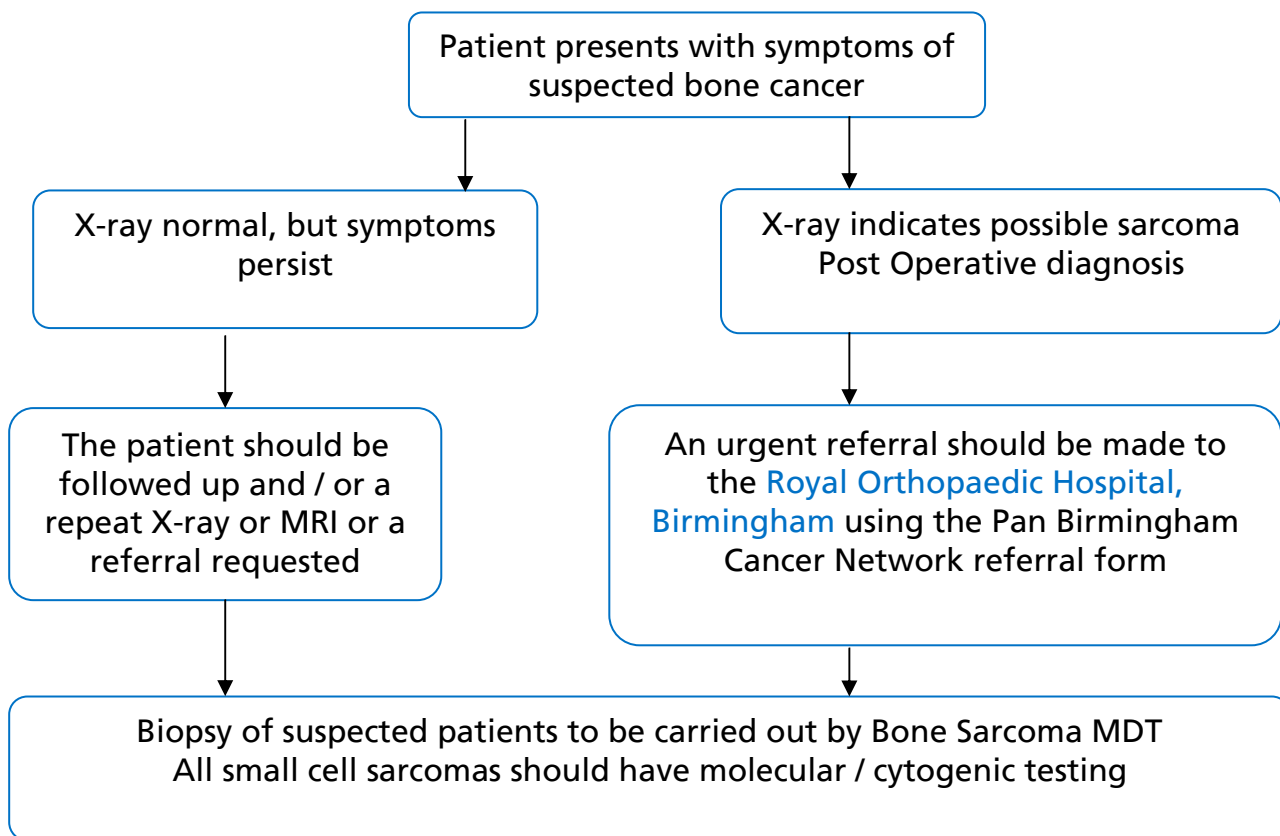 Patient presents with symptoms of
suspected bone cancer
X-ray normal, but symptoms
persist
X-ray indicates possible sarcoma
Post Operative diagnosis
The patient should be
followed up and / or a
repeat X-ray or MRI or a
referral requested
An urgent referral should be made to
the Royal Orthopaedic Hospital,
Birmingham using the Pan Birmingham
Cancer Network referral form
Biopsy of suspected patients to be carried out by Bone Sarcoma MDT
All small cell sarcomas should have molecular / cytogenic testing